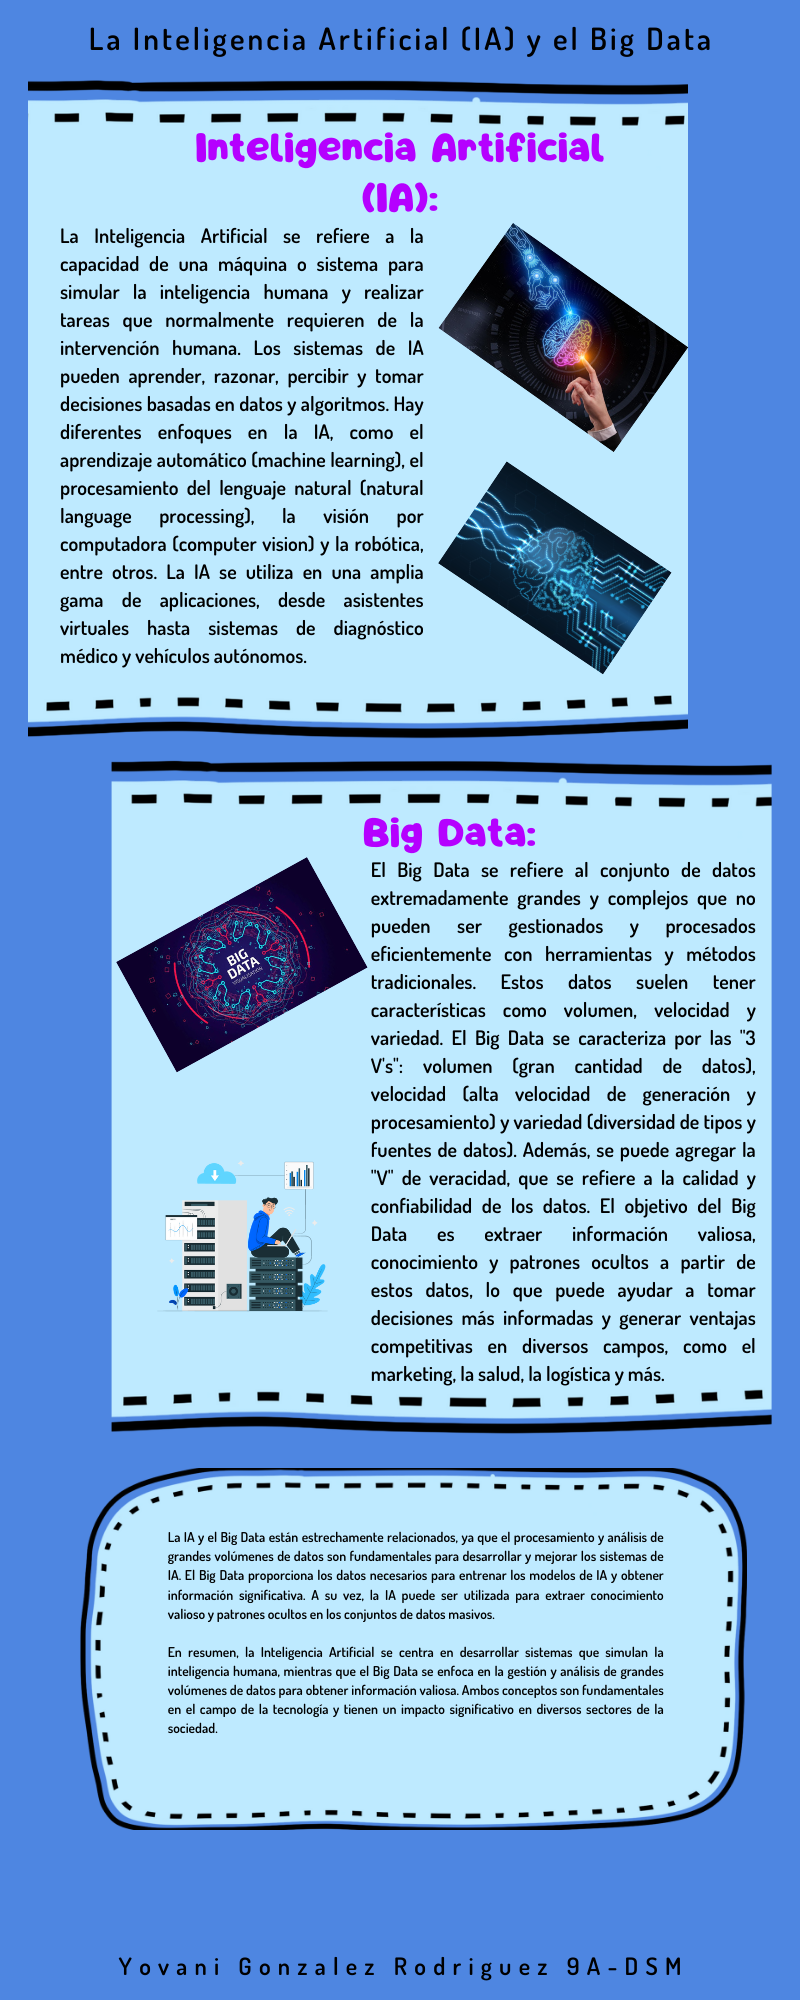 La Inteligencia Artificial (IA) y el Big Data
Inteligencia Artificial
(IA):
La Inteligencia Artificial se refiere a la
capacidad de una máquina o sistema para
simular la inteligencia humana y realizar
tareas que normalmente requieren de la
intervención humana. Los sistemas de IA
pueden aprender, razonar, percibir y tomar
decisiones basadas en datos y algoritmos. Hay
diferentes enfoques en la IA, como el
aprendizaje automático (machine learning), el
procesamiento del lenguaje natural (natural
language processing), la visión por
computadora (computer vision) y la robótica,
entre otros. La IA se utiliza en una amplia
gama de aplicaciones, desde asistentes
virtuales hasta sistemas de diagnóstico
médico y vehículos autónomos.
Big Data:
BIG
DATA
VISUALIZATION
El Big Data se refiere al conjunto de datos
extremadamente grandes y complejos que no
pueden ser gestionados y procesados
eficientemente con herramientas y métodos
tradicionales. Estos datos suelen tener
características como volumen, velocidad y
variedad. El Big Data se caracteriza por las "3
V's": volumen (gran cantidad de datos),
velocidad (alta velocidad de generación y
procesamiento) y variedad (diversidad de tipos y
fuentes de datos). Además, se puede agregar la
"V" de veracidad, que se refiere a la calidad y
confiabilidad de los datos. El objetivo del Big
Data es extraer información valiosa,
conocimiento y patrones ocultos a partir de
estos datos, lo que puede ayudar a tomar
decisiones más informadas y generar ventajas
competitivas en diversos campos, como el
marketing, la salud, la logística y más.
La IA y el Big Data están estrechamente relacionados, ya que el procesamiento y análisis de
grandes volúmenes de datos son fundamentales para desarrollar y mejorar los sistemas de
IA. El Big Data proporciona los datos necesarios para entrenar los modelos de IA y obtener
información significativa. A su vez, la IA puede ser utilizada para extraer conocimiento
valioso y patrones ocultos en los conjuntos de datos masivos.
En resumen, la Inteligencia Artificial se centra en desarrollar sistemas que simulan la
inteligencia humana, mientras que el Big Data se enfoca en la gestión y análisis de grandes
volúmenes de datos para obtener información valiosa. Ambos conceptos son fundamentales
en el campo de la tecnología y tienen un impacto significativo en diversos sectores de la
sociedad.
Yovani Gonzalez Rodriguez 9A-DSM